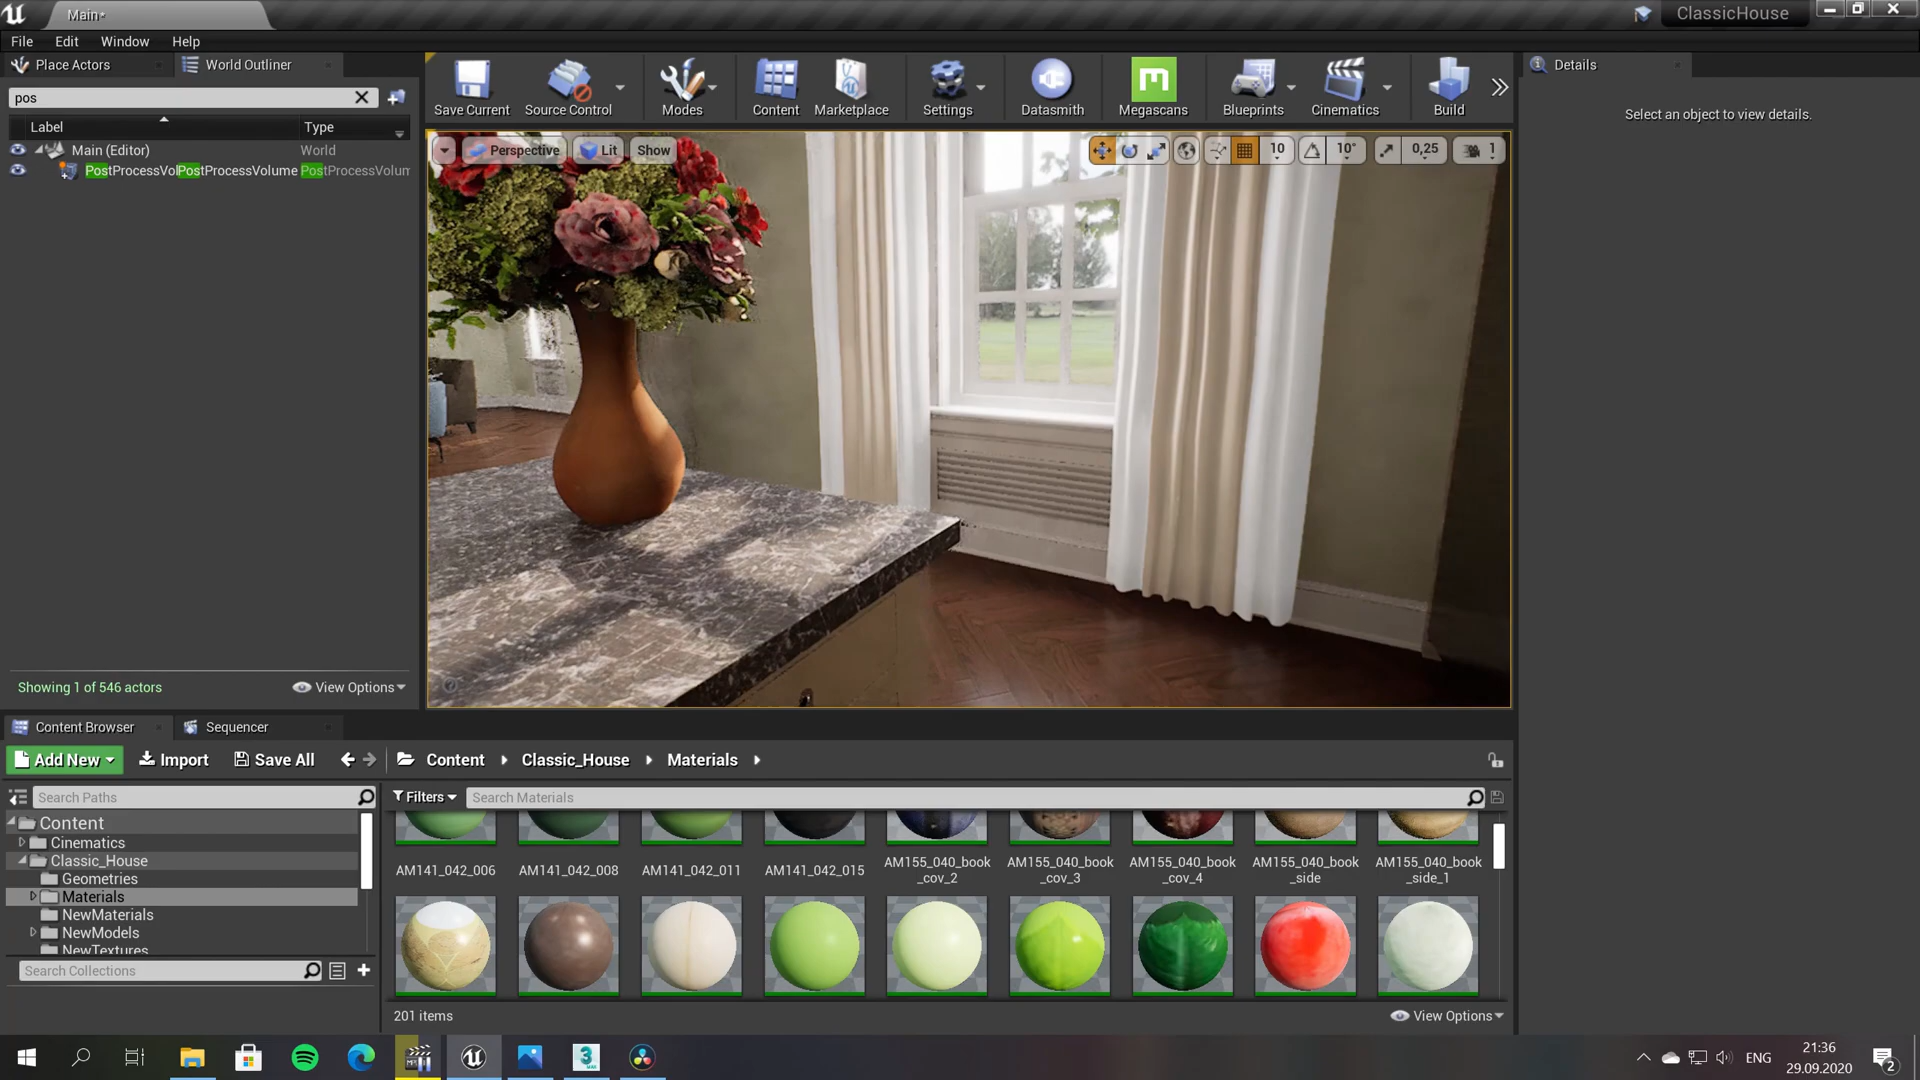 Main*
ClassicHouse
File Edit Window Help
Place Actors
World Outliner
pos
Label Type
Main (Editor) World
PostProcessVolPostProcessVolume PostProcessVolum
Showing 1 of 546 actors
View Options
Save Current
Source Control
Modes
Content
Marketplace
Settings
Datasmith
Megascans
Blueprints
Cinematics
Build
Perspective
Lit
Show
10
10°
0,25
1
Details
Select an object to view details.
Content Browser
Sequencer
Add New
Import
Save All
Content
Classic_House
Materials
Search Paths
Filters
Search Materials
Content
Cinematics
Classic_House
Geometries
Materials
NewMaterials
NewModels
NewTextures
Search Collections
AM141_042_006
AM141_042_008
AM141_042_011
AM141_042_015
AM155_040_book
_cov_2
AM155_040_book
_cov_3
AM155_040_book
_cov_4
AM155_040_book
_side
AM155_040_book
_side_1
201 items
View Options
ENG
21:36
29.09.2020
2